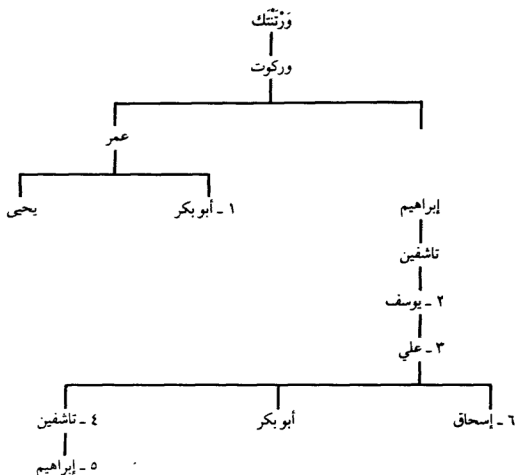 وَرْتَنْتَك
وركوت
عمر
١ ـ أبو بكر
يحيى
إبراهيم
تاشفين
٢ ـ يوسف
٣ ـ علي
٦ ـ إسحاق
أبو بكر
٤ ـ تاشفين
٥ ـ إبراهيم